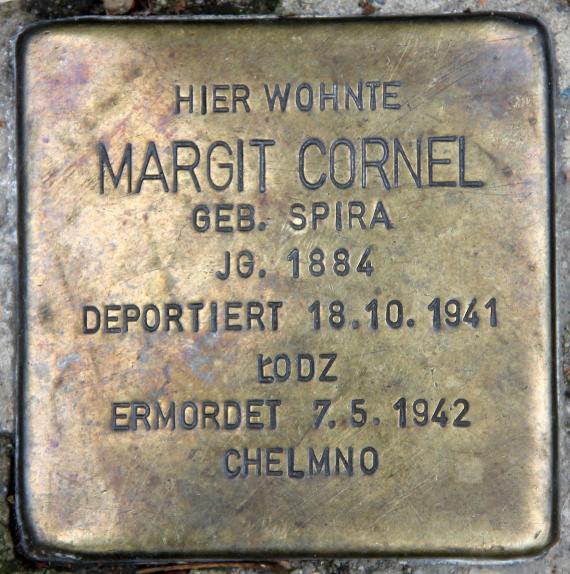 HIER WOHNTE
MARGIT CORNEL
GEB. SPIRA
JG. 1884
DEPORTIERT 18.10.1941
ŁODZ
ERMORDET 7.5.1942
CHELMNO